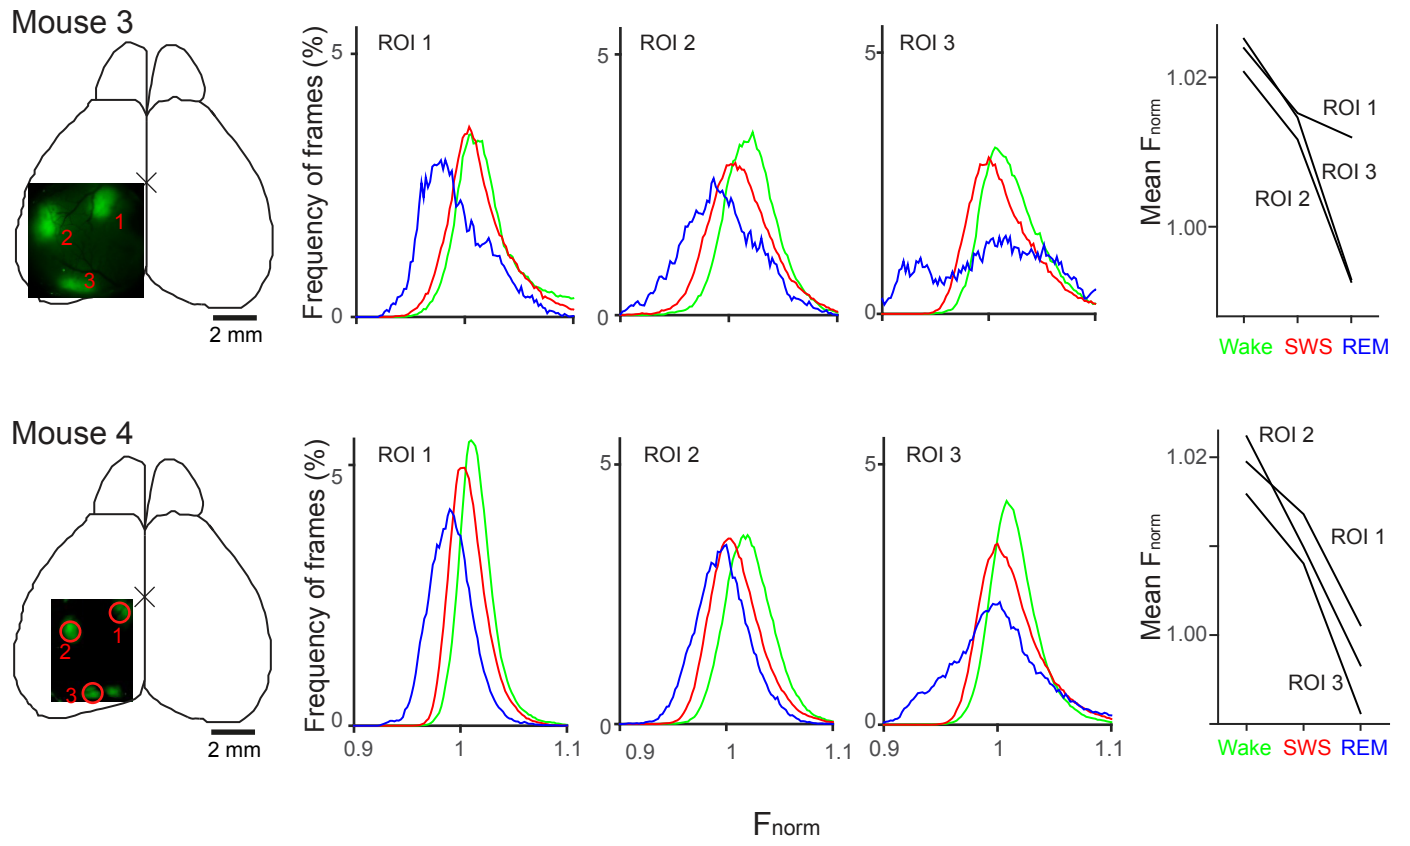 Mouse 3
1
2
3
2 mm
Frequency of frames (%)
5
0
ROI 1
5
0
ROI 2
5
0
ROI 3
Mean Fnorm
1.02
1.00
ROI 1
ROI 3
ROI 2
Wake SWS REM
Mouse 4
1
2
3
2 mm
Frequency of frames (%)
5
0
ROI 1
0.9 1 1.1
5
0
ROI 2
0.9 1 1.1
5
0
ROI 3
0.9 1 1.1
Mean Fnorm
1.02
1.00
ROI 2
ROI 1
ROI 3
Wake SWS REM
Fnorm